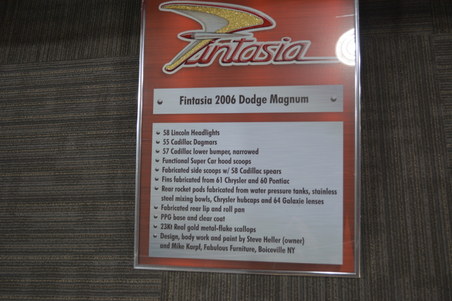 Fintasia
Fintasia 2006 Dodge Magnum
58 Lincoln Headlights
55 Cadillac Dagmars
57 Cadillac lower bumper, narrowed
Functional Super Car hood scoops
Fabricated side scoops w/ 58 Cadillac spears
Fins fabricated from 61 Chrysler and 60 Pontiac
Rear rocket pods fabricated from water pressure tanks, stainless
steel mixing bowls, Chrysler hubcaps and 64 Galaxie lenses
Fabricated rear lip and roll pan
PPG base and clear coat
23Kt Real gold metal-flake scallops
Design, body work and paint by Steve Heller (owner)
and Mike Karpf, Fabulous Furniture, Boiceville NY